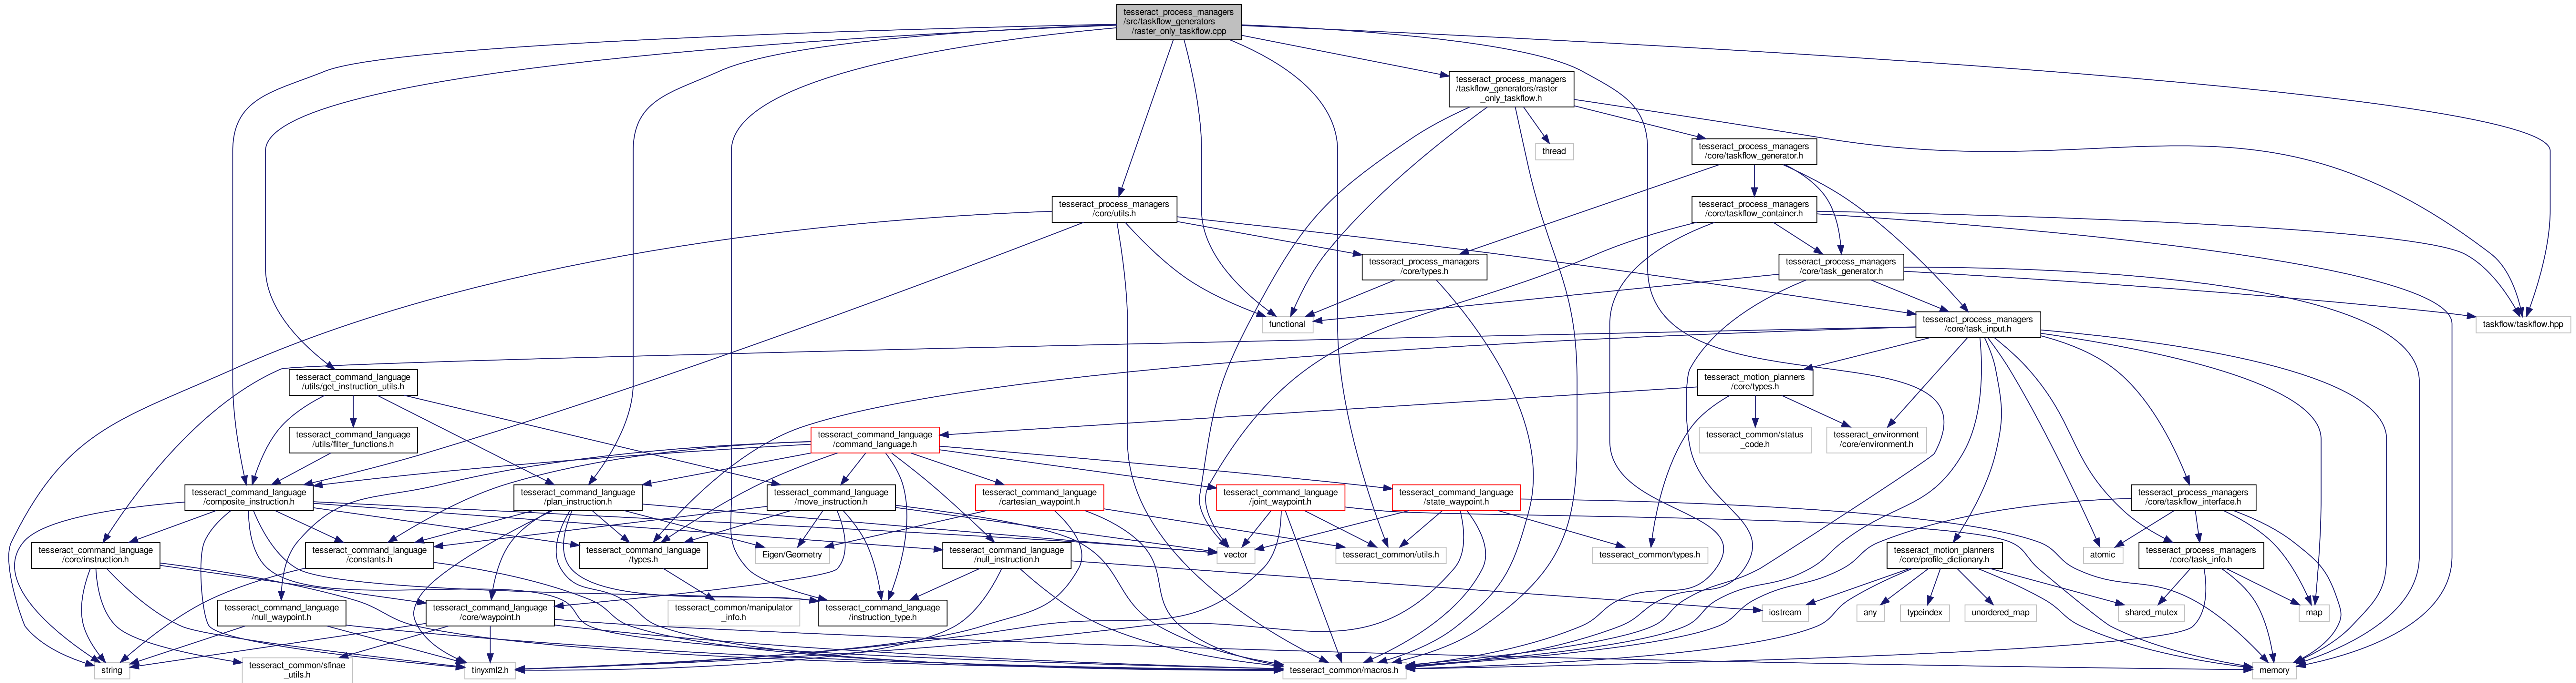 tesseract_process_managers
/src/taskflow_generators
/raster_only_taskflow.cpp
tesseract_process_managers
/taskflow_generators/raster
_only_taskflow.h
thread
tesseract_process_managers
/core/taskflow_generator.h
tesseract_process_managers
/core/utils.h
tesseract_process_managers
/core/taskflow_container.h
tesseract_process_managers
/core/types.h
tesseract_process_managers
/core/task_generator.h
functional
tesseract_process_managers
/core/task_input.h
taskflow/taskflow.hpp
tesseract_command_language
/utils/get_instruction_utils.h
tesseract_motion_planners
/core/types.h
tesseract_command_language
/utils/filter_functions.h
tesseract_command_language
/command_language.h
tesseract_common/status
_code.h
tesseract_environment
/core/environment.h
tesseract_command_language
/composite_instruction.h
tesseract_command_language
/plan_instruction.h
tesseract_command_language
/move_instruction.h
tesseract_command_language
/cartesian_waypoint.h
tesseract_command_language
/joint_waypoint.h
tesseract_command_language
/state_waypoint.h
tesseract_process_managers
/core/taskflow_interface.h
tesseract_command_language
/core/instruction.h
tesseract_command_language
/constants.h
tesseract_command_language
/types.h
Eigen/Geometry
tesseract_command_language
/null_instruction.h
vector
tesseract_common/utils.h
tesseract_common/types.h
tesseract_motion_planners
/core/profile_dictionary.h
atomic
tesseract_process_managers
/core/task_info.h
tesseract_command_language
/null_waypoint.h
tesseract_command_language
/core/waypoint.h
tesseract_common/manipulator
_info.h
tesseract_command_language
/instruction_type.h
iostream
any
typeindex
unordered_map
shared_mutex
map
string
tesseract_common/sfinae
_utils.h
tinyxml2.h
tesseract_common/macros.h
memory